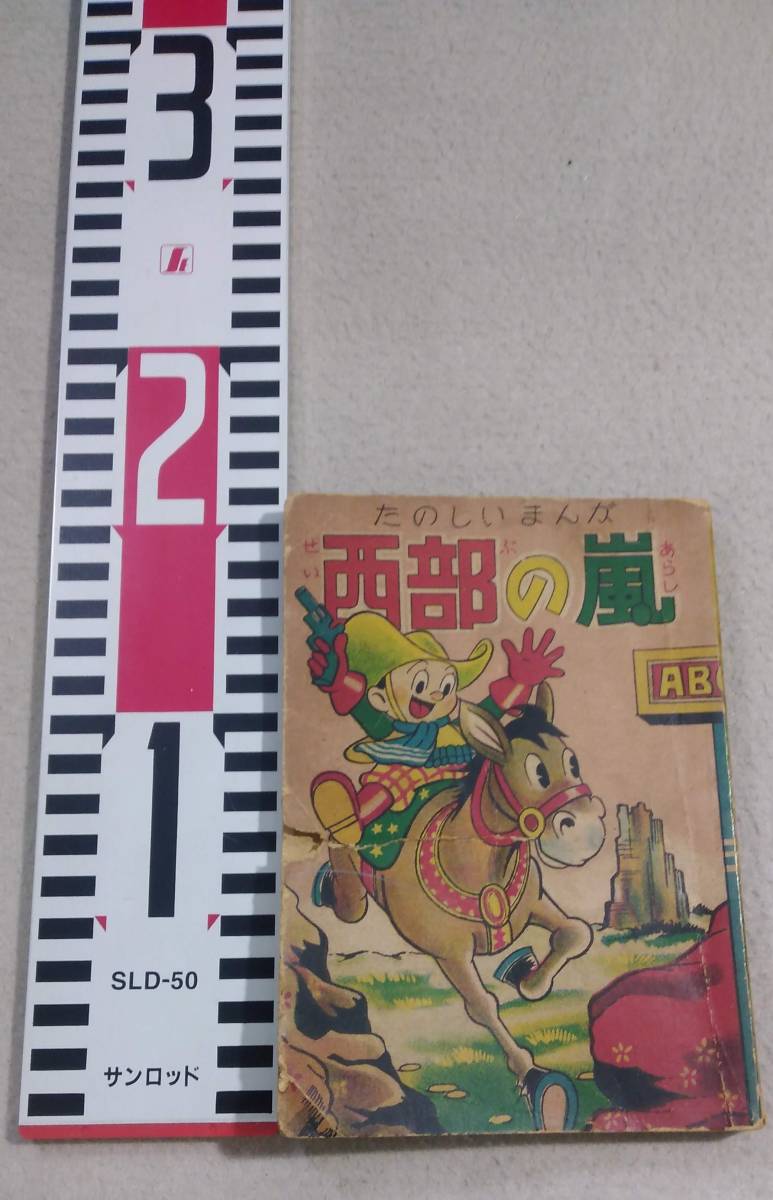 3
2
1
SLD-50
サンロッド
たのしいまんが
西部の嵐
せい
ぶ
あらし
AB